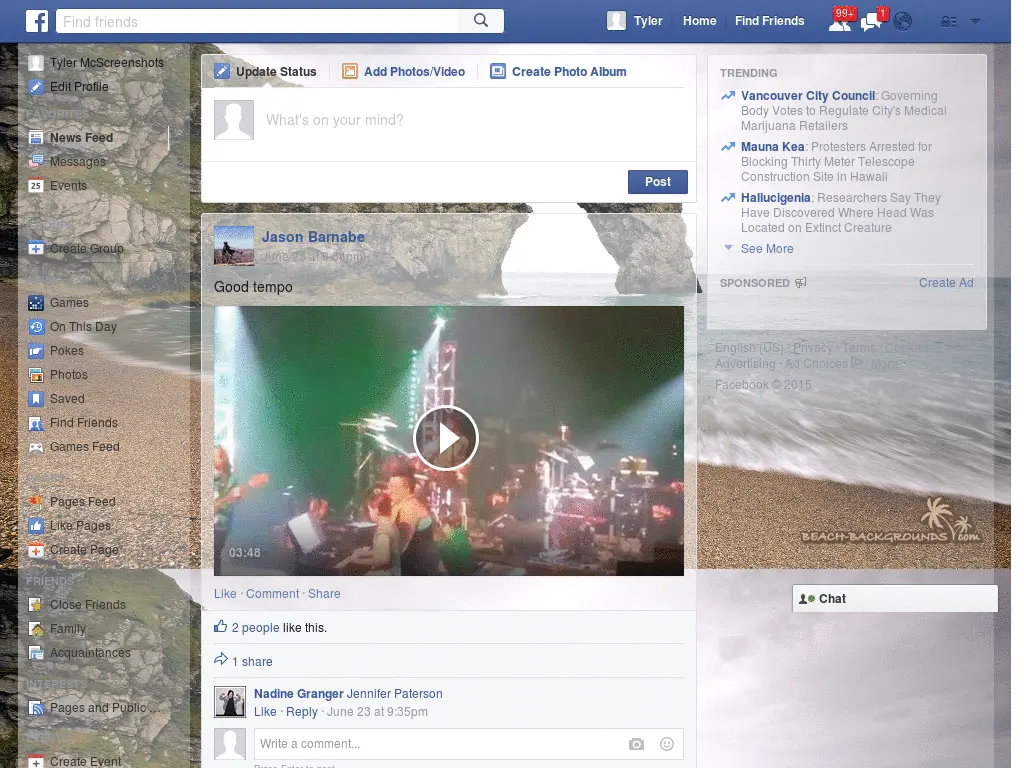 Find friends
Tyler
Home
Find Friends
99+
1
Tyler McScreenshots
Edit Profile
News Feed
Messages
2
25
Events
Create Group
Games
On This Day
Pokes
Photos
Saved
Find Friends
Games Feed
Pages Feed
Like Pages
Create Page
FRIENDS
Close Friends
Family
Acquaintances
INTERESTS
Pages and Public ...
Create Event
Update Status
Add Photos/Video
Create Photo Album
What's on your mind?
Post
Jason Barnabe
Good tempo
03:48
Like · Comment · Share
2 people like this.
1 share
Nadine Granger Jennifer Paterson
Like · Reply · June 23 at 9:35pm
Write a comment...
TRENDING
Vancouver City Council: Governing
Body Votes to Regulate City's Medical
Marijuana Retailers
Mauna Kea: Protesters Arrested for
Blocking Thirty Meter Telescope
Construction Site in Hawaii
Hallucigenia: Researchers Say They
Have Discovered Where Head Was
Located on Extinct Creature
See More
SPONSORED
Create Ad
English (US) · Privacy · Terms ·
Advertising · Ad Choices · More
Facebook © 2015
BEACH-BACKGROUNDS.com
Chat